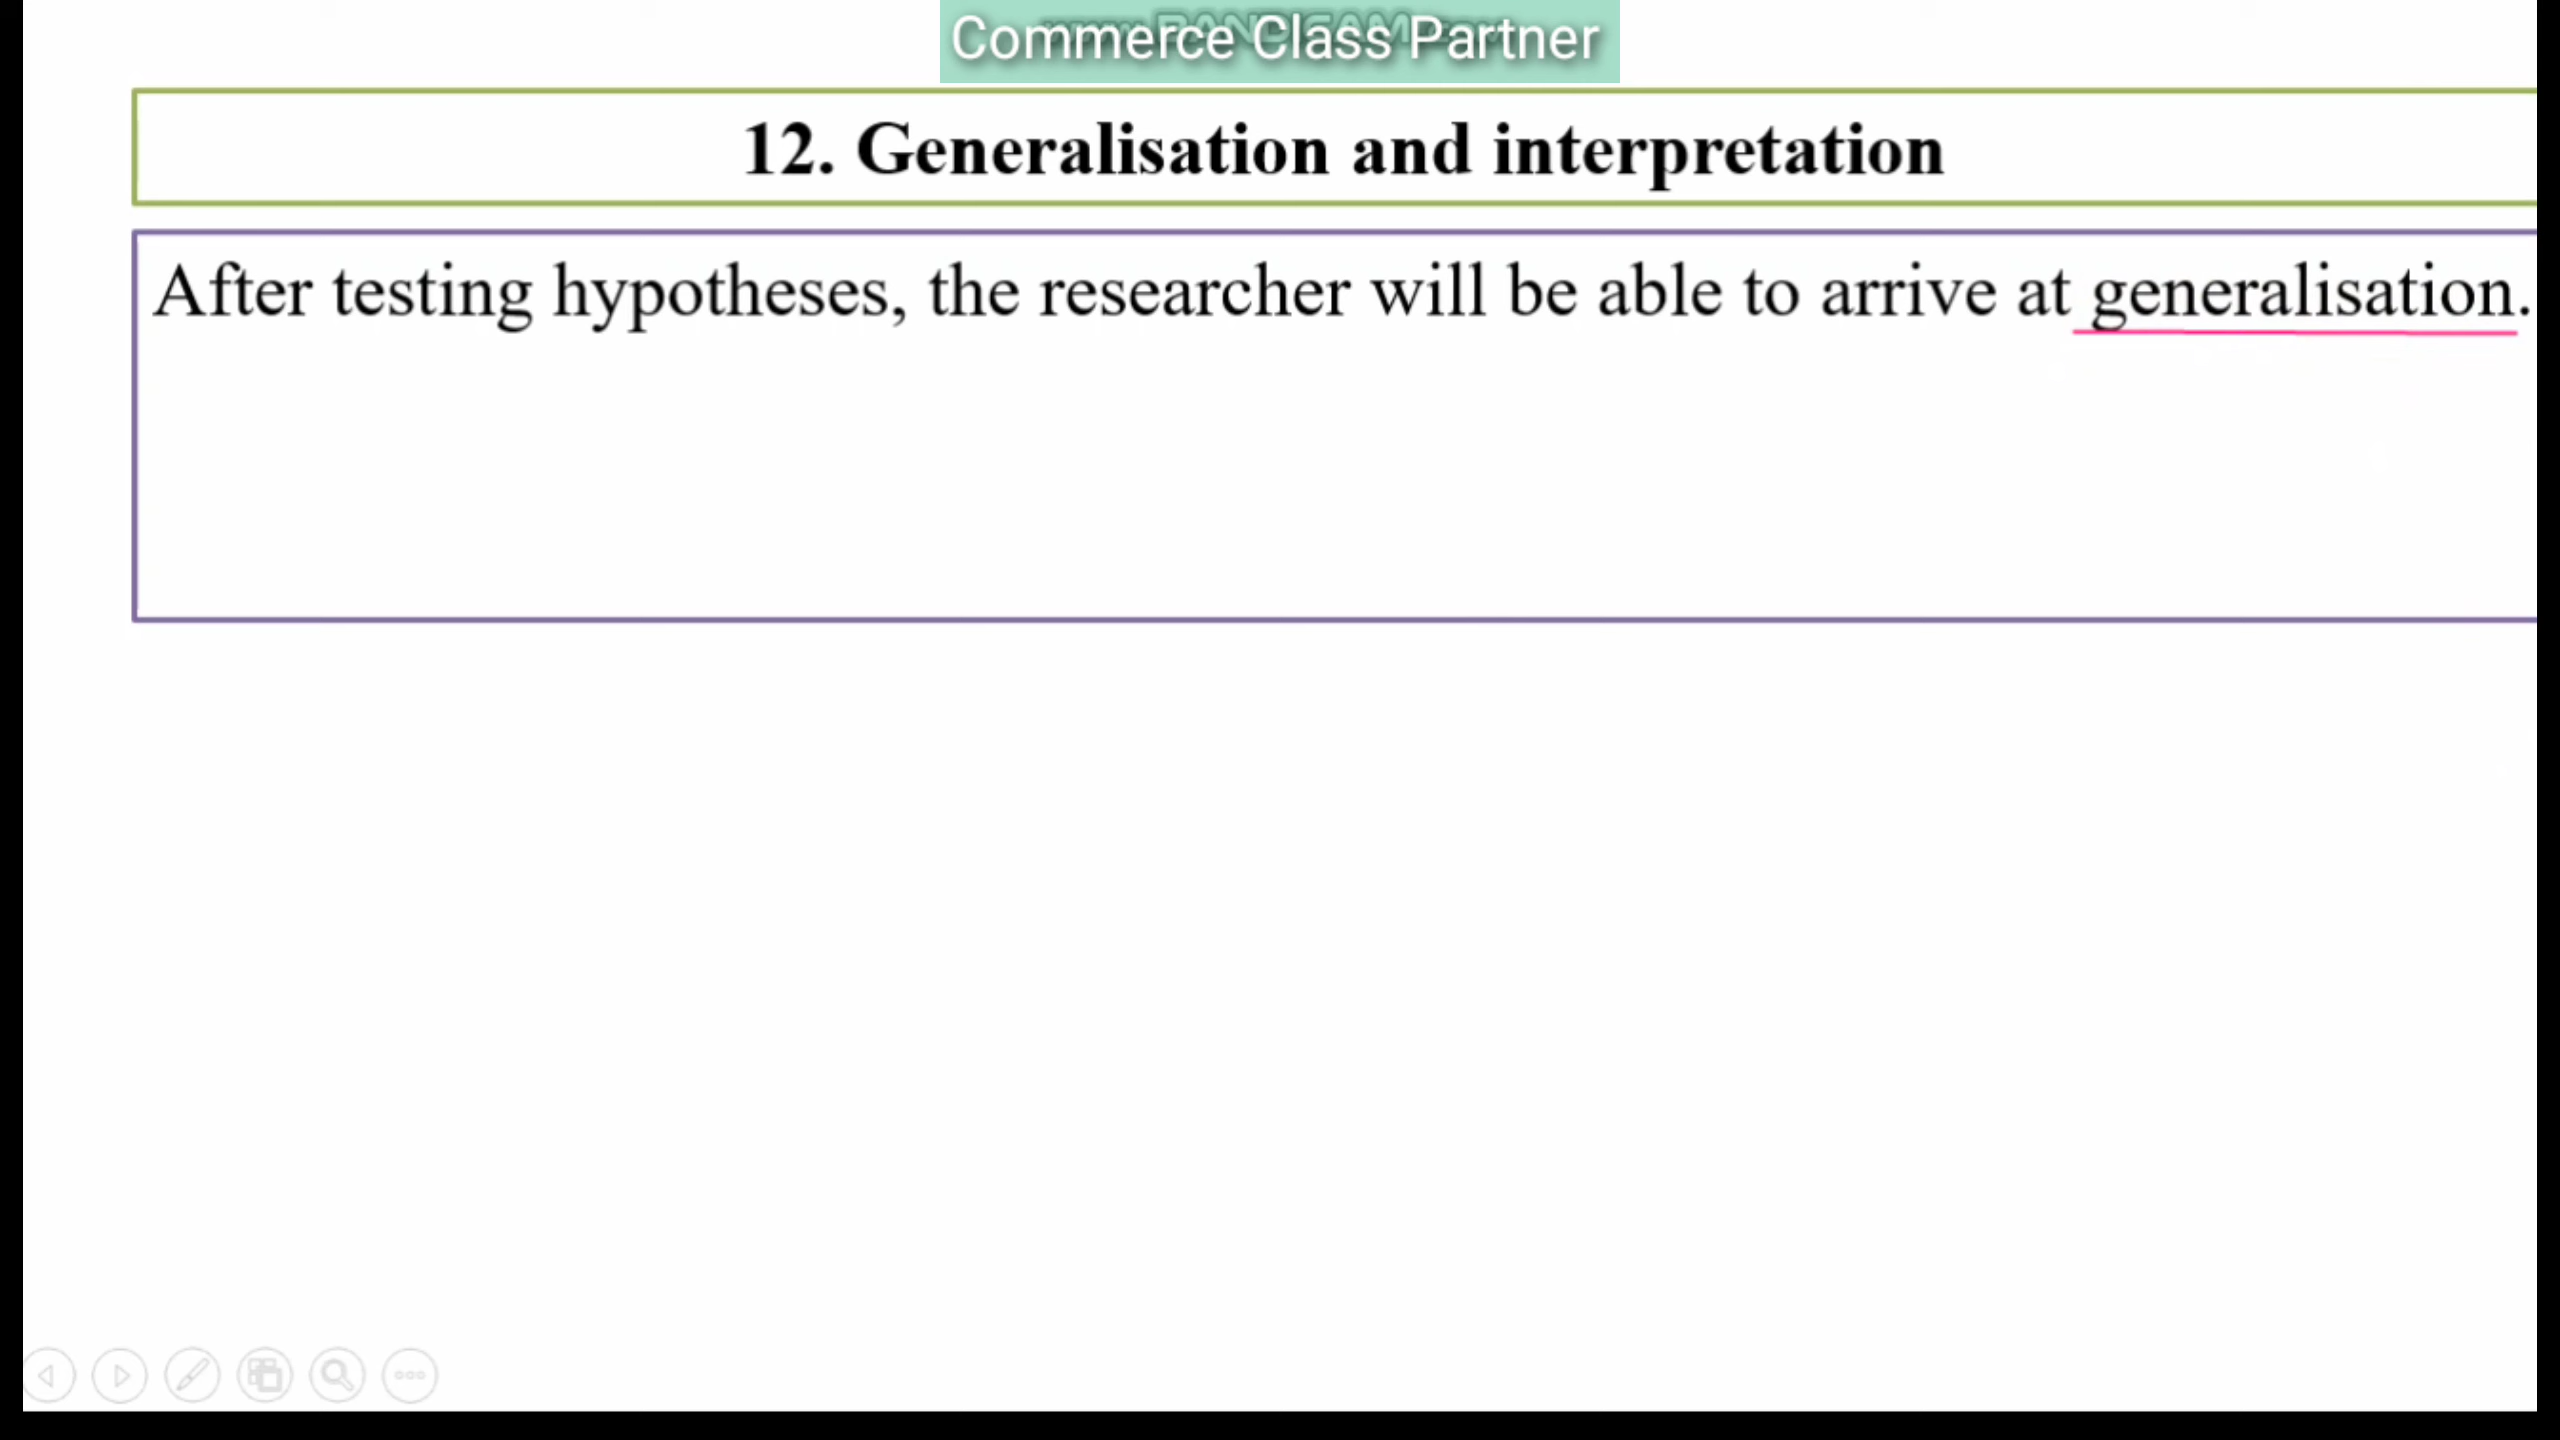 Commerce Class Partner
12. Generalisation and interpretation
After testing hypotheses, the researcher will be able to arrive at generalisation.